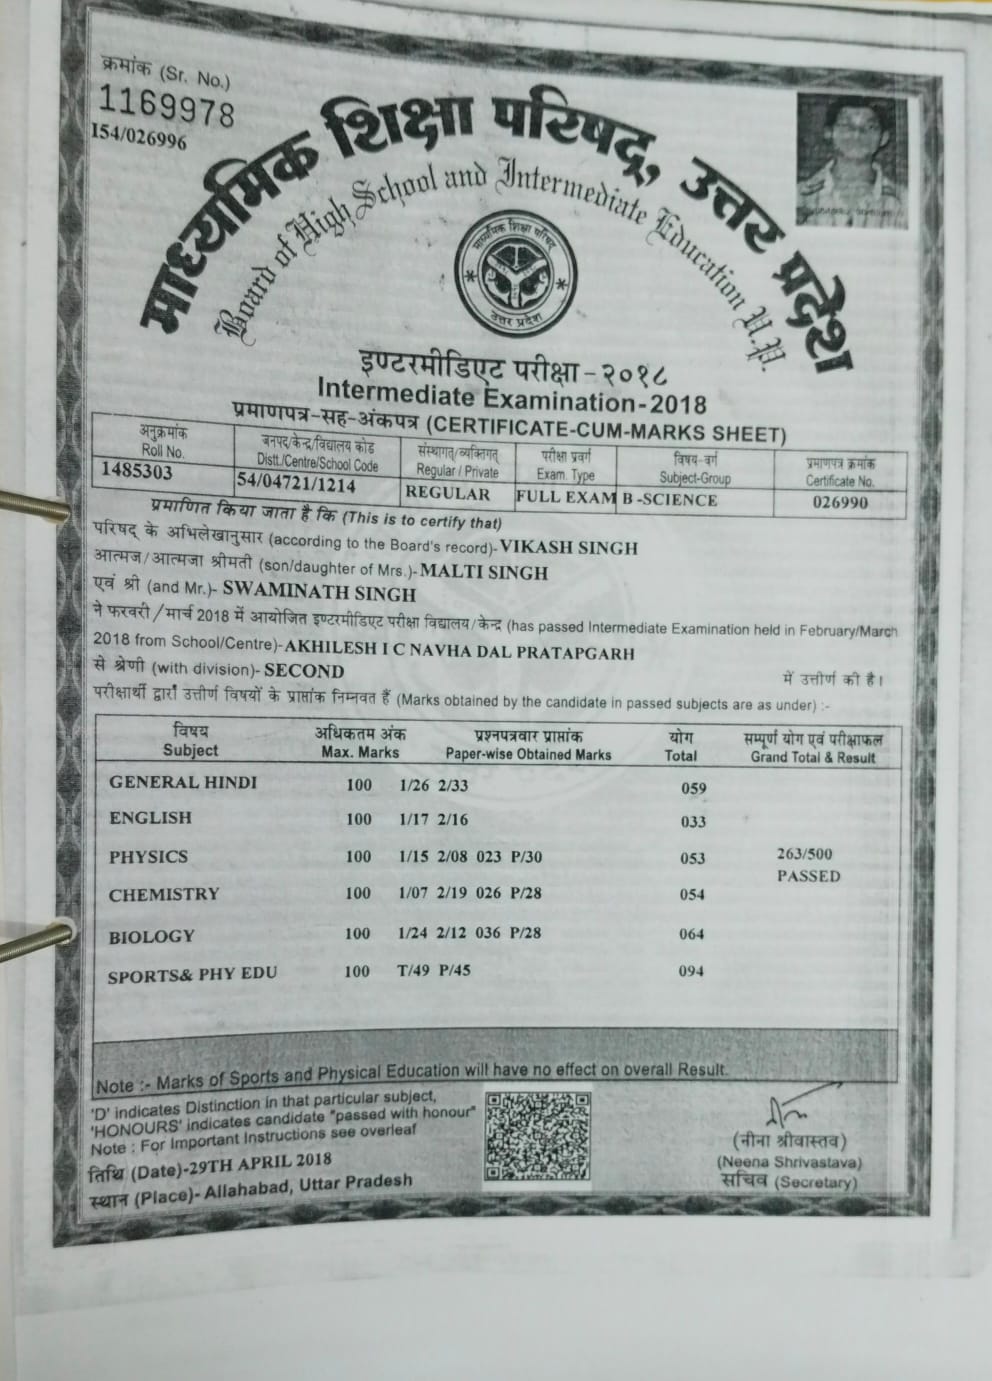 क्रमांक (Sr. No.)
1169978
154/026996
माध्यमिक शिक्षा परिषद्, उत्तर प्रदेश
Board of High School and Intermediate Education U.P.
माध्यमिक शिक्षा परिषद्
उत्तर प्रदेश
इण्टरमीडिएट परीक्षा - २०१८
Intermediate Examination-2018
प्रमाणपत्र-सह-अंकपत्र (CERTIFICATE-CUM-MARKS SHEET)
अनुक्रमांक जनपद/केन्द्र/विद्यालय कोड संस्थागत्/व्यक्तिगत् परीक्षा प्रवर्ग विषय-वर्ग प्रमाणपत्र क्रमांक
Roll No. Distt./Centre/School Code Regular / Private Exam. Type Subject-Group Certificate No.
1485303 54/04721/1214 REGULAR FULL EXAM B -SCIENCE 026990
प्रमाणित किया जाता है कि (This is to certify that)
परिषद् के अभिलेखानुसार (according to the Board's record)- VIKASH SINGH
आत्मज/आत्मजा श्रीमती (son/daughter of Mrs.)- MALTI SINGH
एवं श्री (and Mr.)- SWAMINATH SINGH
ने फरवरी/मार्च 2018 में आयोजित इण्टरमीडिएट परीक्षा विद्यालय/केन्द्र (has passed Intermediate Examination held in February/March
2018 from School/Centre)- AKHILESH I C NAVHA DAL PRATAPGARH
से श्रेणी (with division)- SECOND में उत्तीर्ण की है।
परीक्षार्थी द्वारा उत्तीर्ण विषयों के प्राप्तांक निम्नवत हैं (Marks obtained by the candidate in passed subjects are as under) :-
विषय अधिकतम अंक प्रश्नपत्रवार प्राप्तांक योग सम्पूर्ण योग एवं परीक्षाफल
Subject Max. Marks Paper-wise Obtained Marks Total Grand Total & Result
GENERAL HINDI 100 1/26 2/33 059
ENGLISH 100 1/17 2/16 033
PHYSICS 100 1/15 2/08 023 P/30 053 263/500
PASSED
CHEMISTRY 100 1/07 2/19 026 P/28 054
BIOLOGY 100 1/24 2/12 036 P/28 064
SPORTS& PHY EDU 100 T/49 P/45 094
Note :- Marks of Sports and Physical Education will have no effect on overall Result.
'D' indicates Distinction in that particular subject,
'HONOURS' indicates candidate "passed with honour"
Note : For Important Instructions see overleaf
तिथि (Date)-29TH APRIL 2018
स्थान (Place)- Allahabad, Uttar Pradesh
(नीना श्रीवास्तव)
(Neena Shrivastava)
सचिव (Secretary)